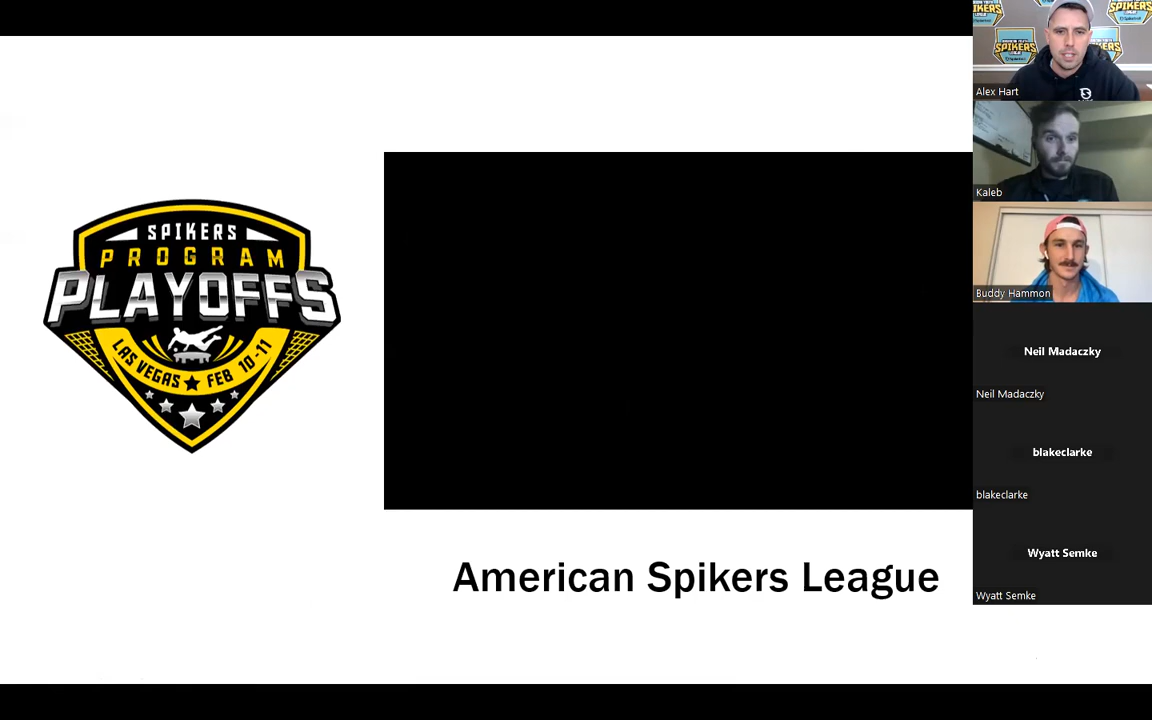 SPIKERS
PROGRAM
PLAYOFFS
LAS VEGAS ★ FEB 10-11
American Spikers League
Alex Hart
Kaleb
Buddy Hammon
Neil Madaczky
Neil Madaczky
blakeclarke
blakeclarke
Wyatt Semke
Wyatt Semke